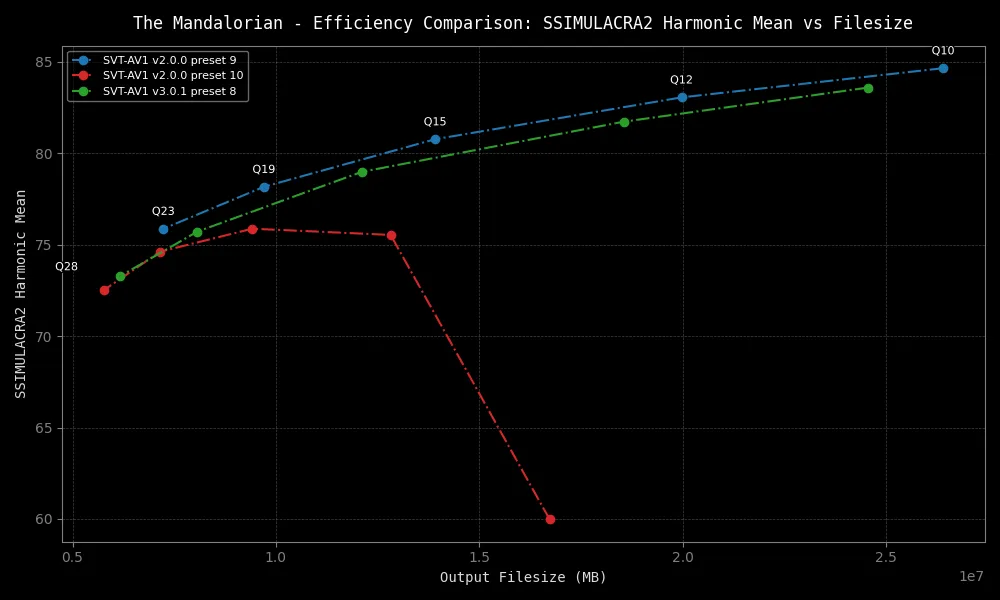 The Mandalorian - Efficiency Comparison: SSIMULACRA2 Harmonic Mean vs Filesize
SVT-AV1 v2.0.0 preset 9
SVT-AV1 v2.0.0 preset 10
SVT-AV1 v3.0.1 preset 8
Q10
Q12
Q15
Q19
Q23
Q28
85
80
75
70
65
60
SSIMULACRA2 Harmonic Mean
0.5
1.0
1.5
2.0
2.5
1e7
Output Filesize (MB)